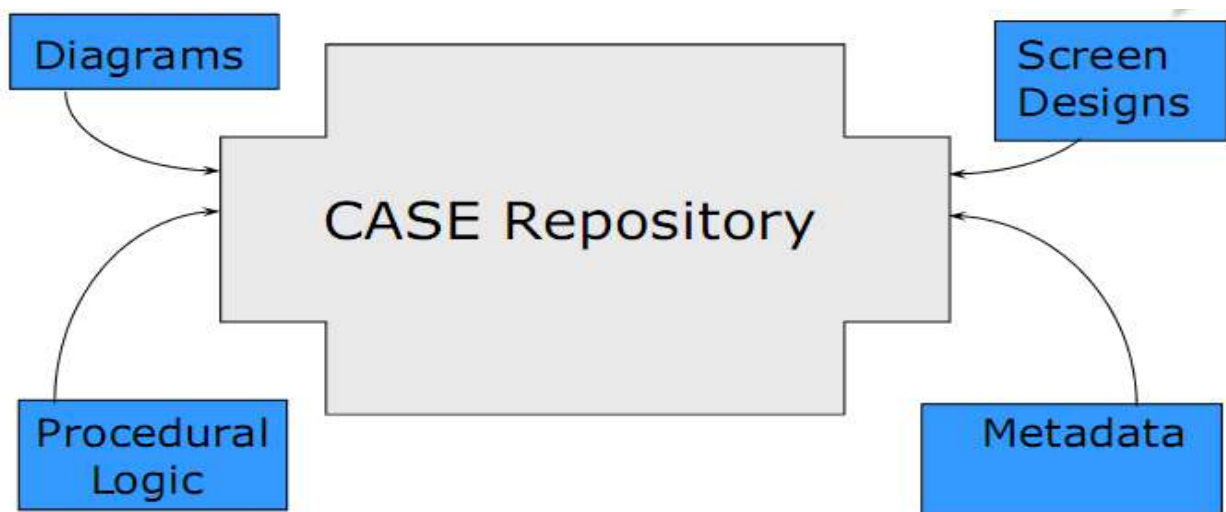 Diagrams
Screen
Designs
CASE Repository
Procedural
Logic
Metadata